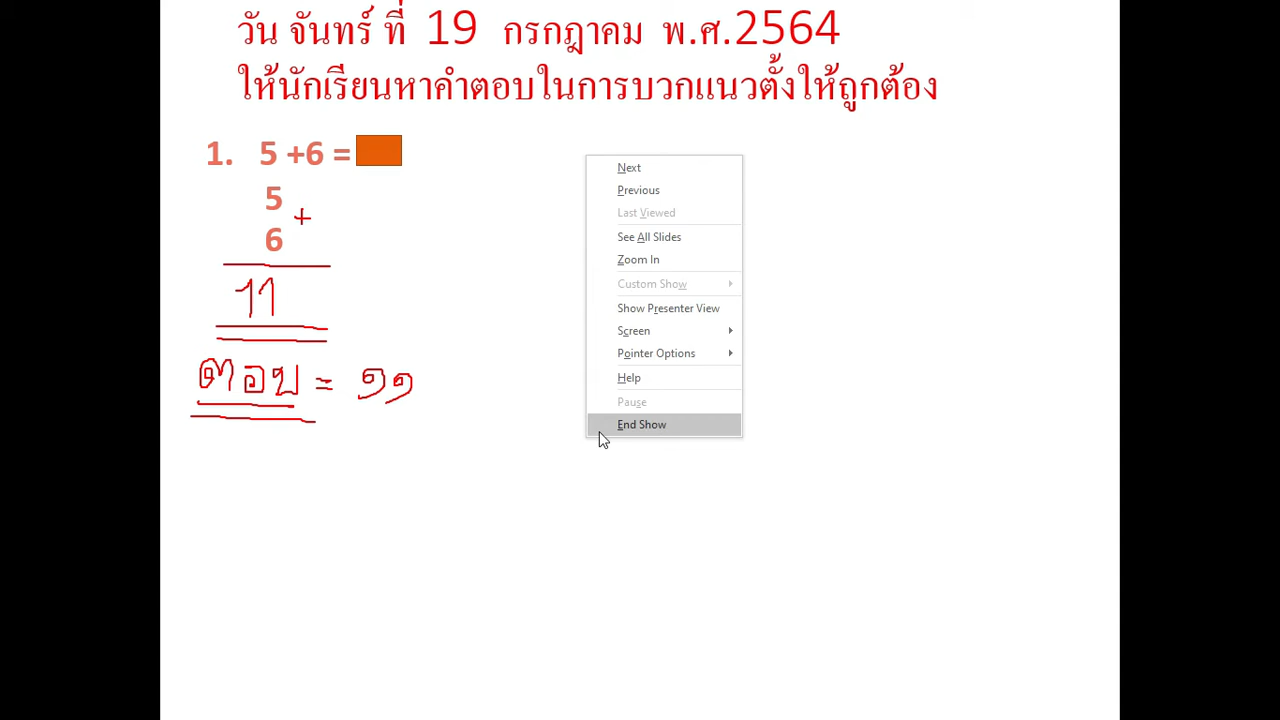 วัน จันทร์ ที่ 19 กรกฎาคม พ.ศ.2564
ให้นักเรียนหาคำตอบในการบวกแนวตั้งให้ถูกต้อง
1. 5 +6 =
5
+
6
11
ตอบ = ๑๑
Next
Previous
Last Viewed
See All Slides
Zoom In
Custom Show
Show Presenter View
Screen
Pointer Options
Help
Pause
End Show